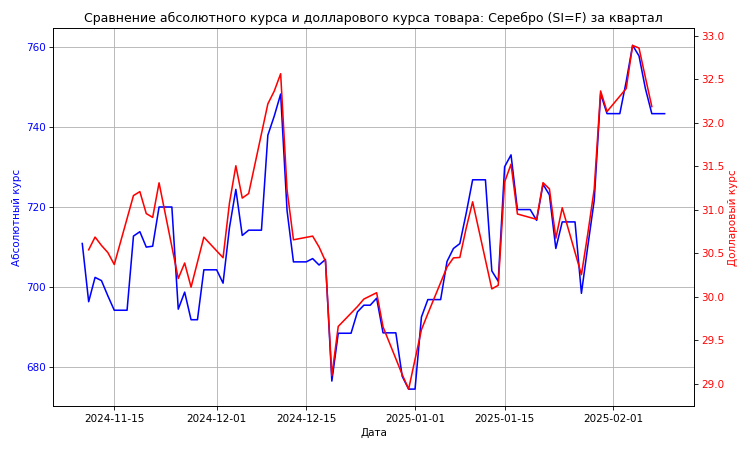 Сравнение абсолютного курса и долларового курса товара: Серебро (SI=F) за квартал
760
740
720
700
680
Абсолютный курс
33.0
32.5
32.0
31.5
31.0
30.5
30.0
29.5
29.0
Долларовый курс
2024-11-15 2024-12-01 2024-12-15 2025-01-01 2025-01-15 2025-02-01
Дата